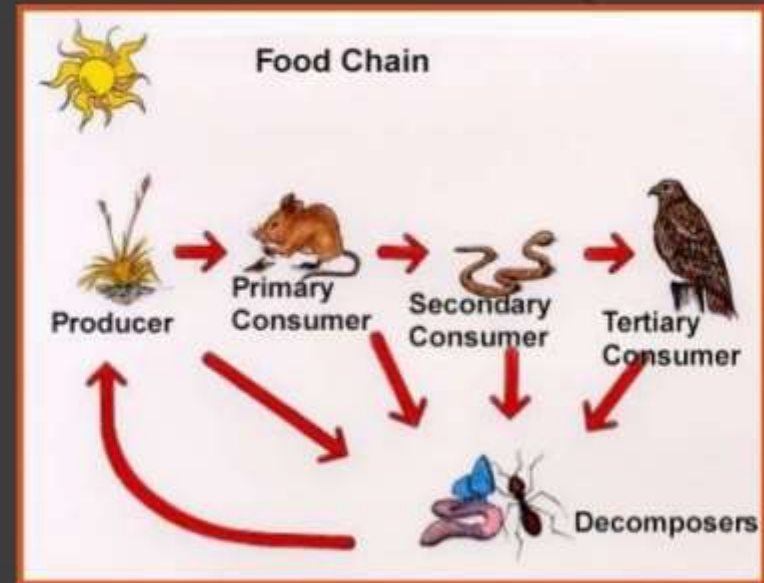 Food Chain
Producer
Primary
Consumer
Secondary
Consumer
Tertiary
Consumer
Decomposers